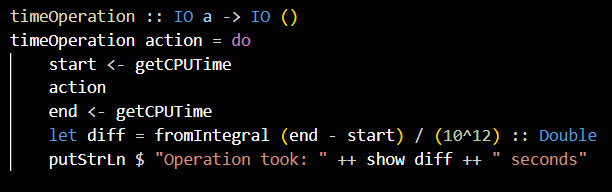 timeOperation :: IO a -> IO ()
timeOperation action = do
    start <- getCPUTime
    action
    end <- getCPUTime
    let diff = fromIntegral (end - start) / (10^12) :: Double
    putStrLn $ "Operation took: " ++ show diff ++ " seconds"